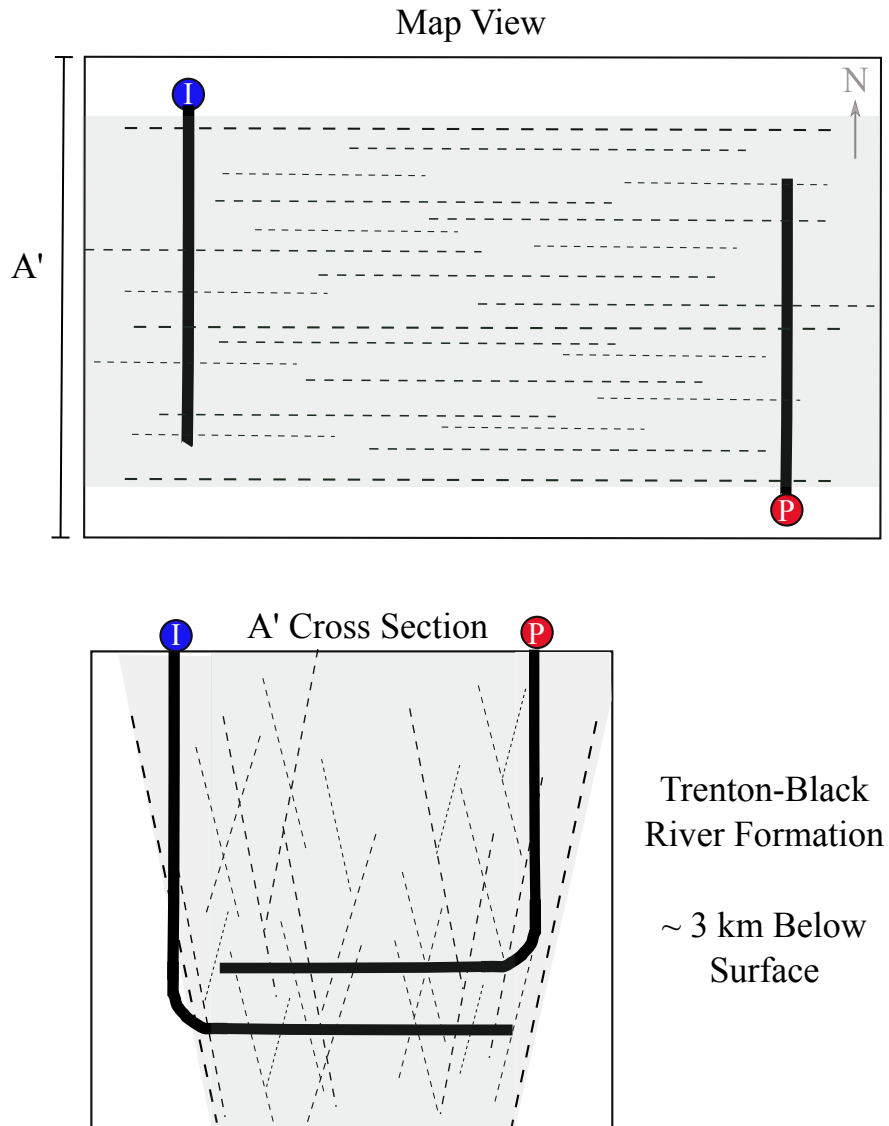 Map View
I
N
A'
P
I
A' Cross Section
P
Trenton-Black
River Formation
~ 3 km Below
Surface